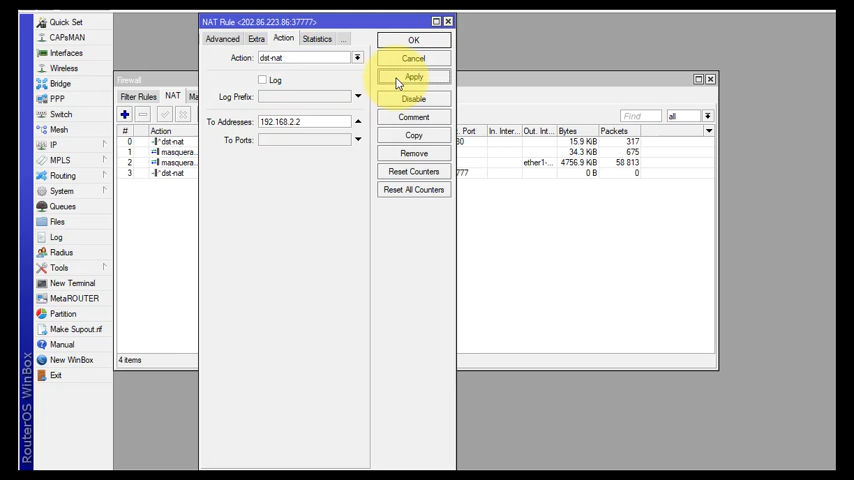 NAT Rule <202.86.223.86:37777>
Quick Set
CAPsMAN
Interfaces
Wireless
Bridge
PPP
Switch
Mesh
IP
MPLS
Routing
System
Queues
Files
Log
Radius
Tools
New Terminal
MetaROUTER
Partition
Make Supout.rif
Manual
New WinBox
Exit
RouterOS WinBox
Firewall
Filter Rules NAT
# Action
0 dst-nat
1 masquera...
2 masquera...
3 dst-nat
4 items
Advanced Extra Action Statistics ...
Action: dst-nat
Log
Log Prefix:
To Addresses: 192.168.2.2
To Ports:
OK
Cancel
Apply
Disable
Comment
Copy
Remove
Reset Counters
Reset All Counters
Find all
Port In. Inter... Out. Int... Bytes Packets
80 15.9 KiB 317
34.3 KiB 675
ether1-... 4756.9 KiB 58 813
777 0 B 0